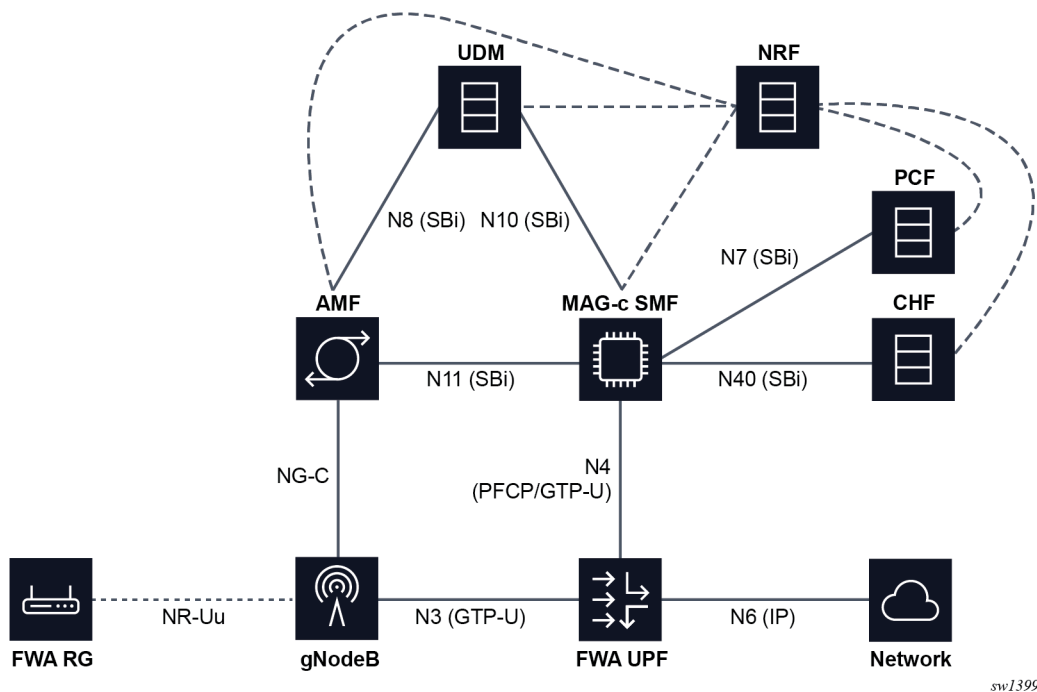 UDM
NRF
PCF
N8 (SBi)
N10 (SBi)
N7 (SBi)
AMF
MAG-c SMF
CHF
N11 (SBi)
N40 (SBi)
NG-C
N4
(PFCP/GTP-U)
NR-Uu
N3 (GTP-U)
N6 (IP)
FWA RG
gNodeB
FWA UPF
Network
sw1399